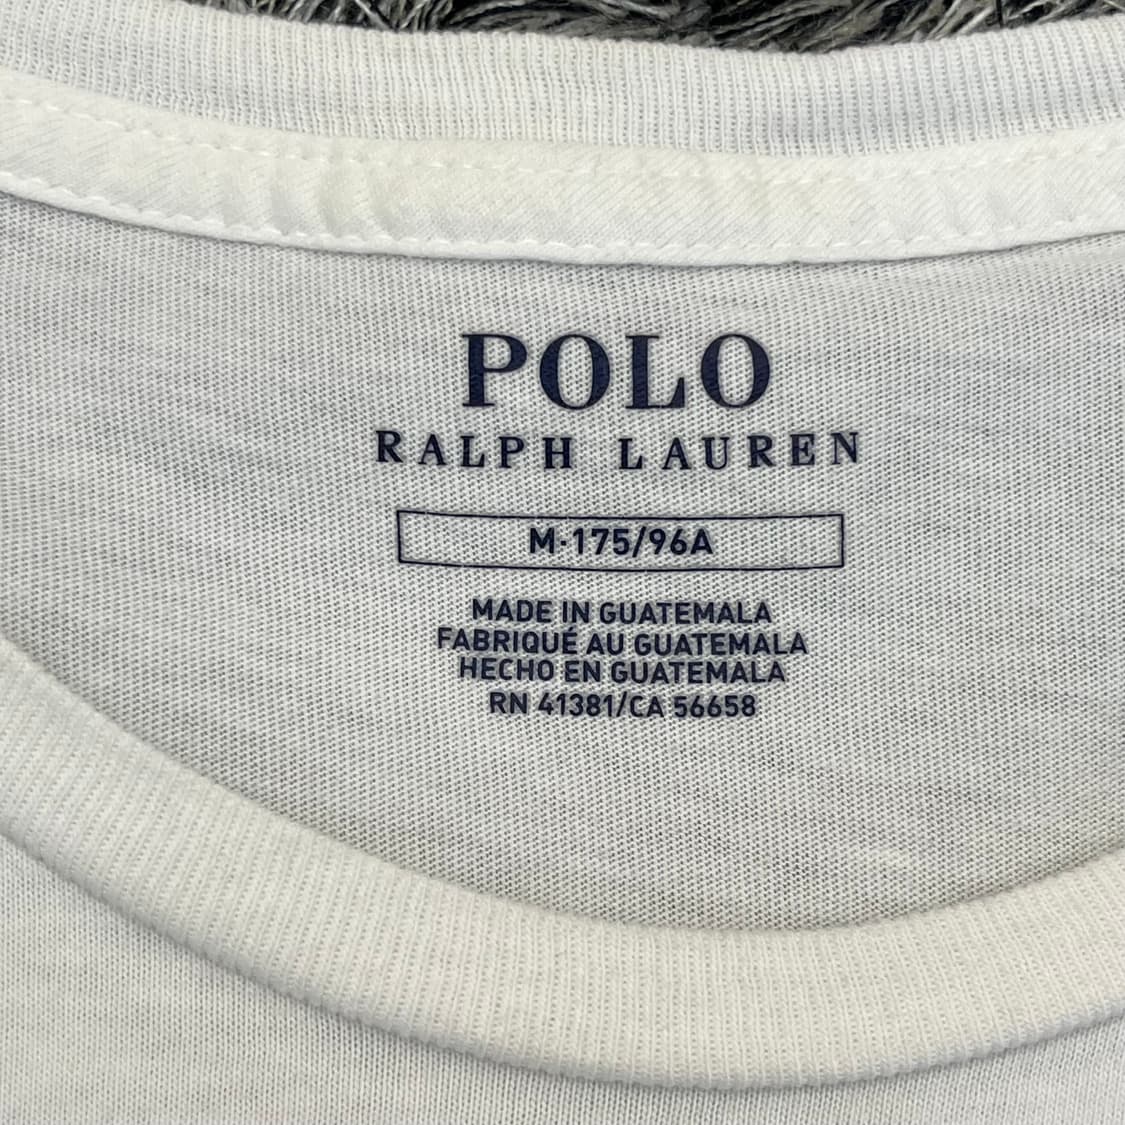 POLO
RALPH LAUREN
M·175/96A
MADE IN GUATEMALA
FABRIQUÉ AU GUATEMALA
HECHO EN GUATEMALA
RN 41381/CA 56658